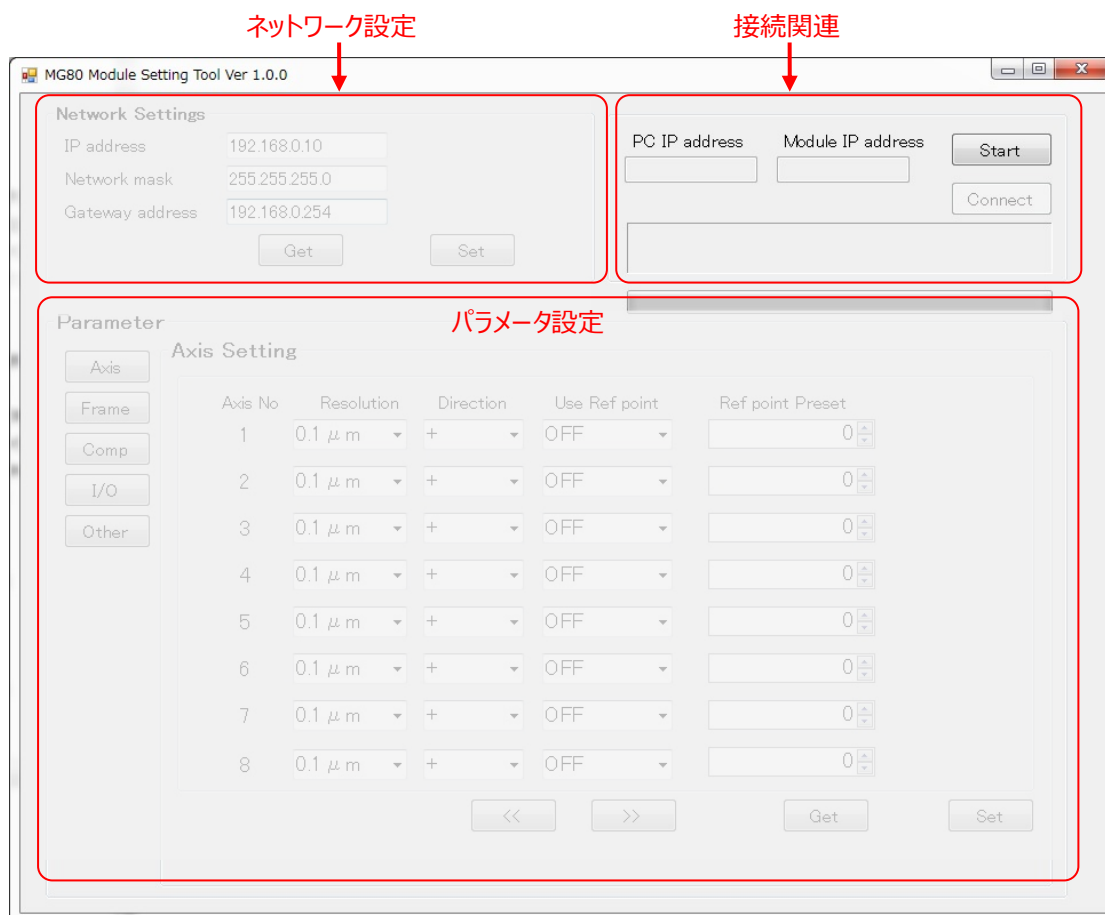 ネットワーク設定 接続関連
MG80 Module Setting Tool Ver 1.0.0
Network Settings
IP address 192.168.0.10
Network mask 255.255.255.0
Gateway address 192.168.0.254
Get Set
PC IP address Module IP address Start
Connect
パラメータ設定
Parameter
Axis
Frame
Comp
I/O
Other
Axis Setting
Axis No Resolution Direction Use Ref point Ref point Preset
1 0.1 μm + OFF 0
2 0.1 μm + OFF 0
3 0.1 μm + OFF 0
4 0.1 μm + OFF 0
5 0.1 μm + OFF 0
6 0.1 μm + OFF 0
7 0.1 μm + OFF 0
8 0.1 μm + OFF 0
<< >> Get Set